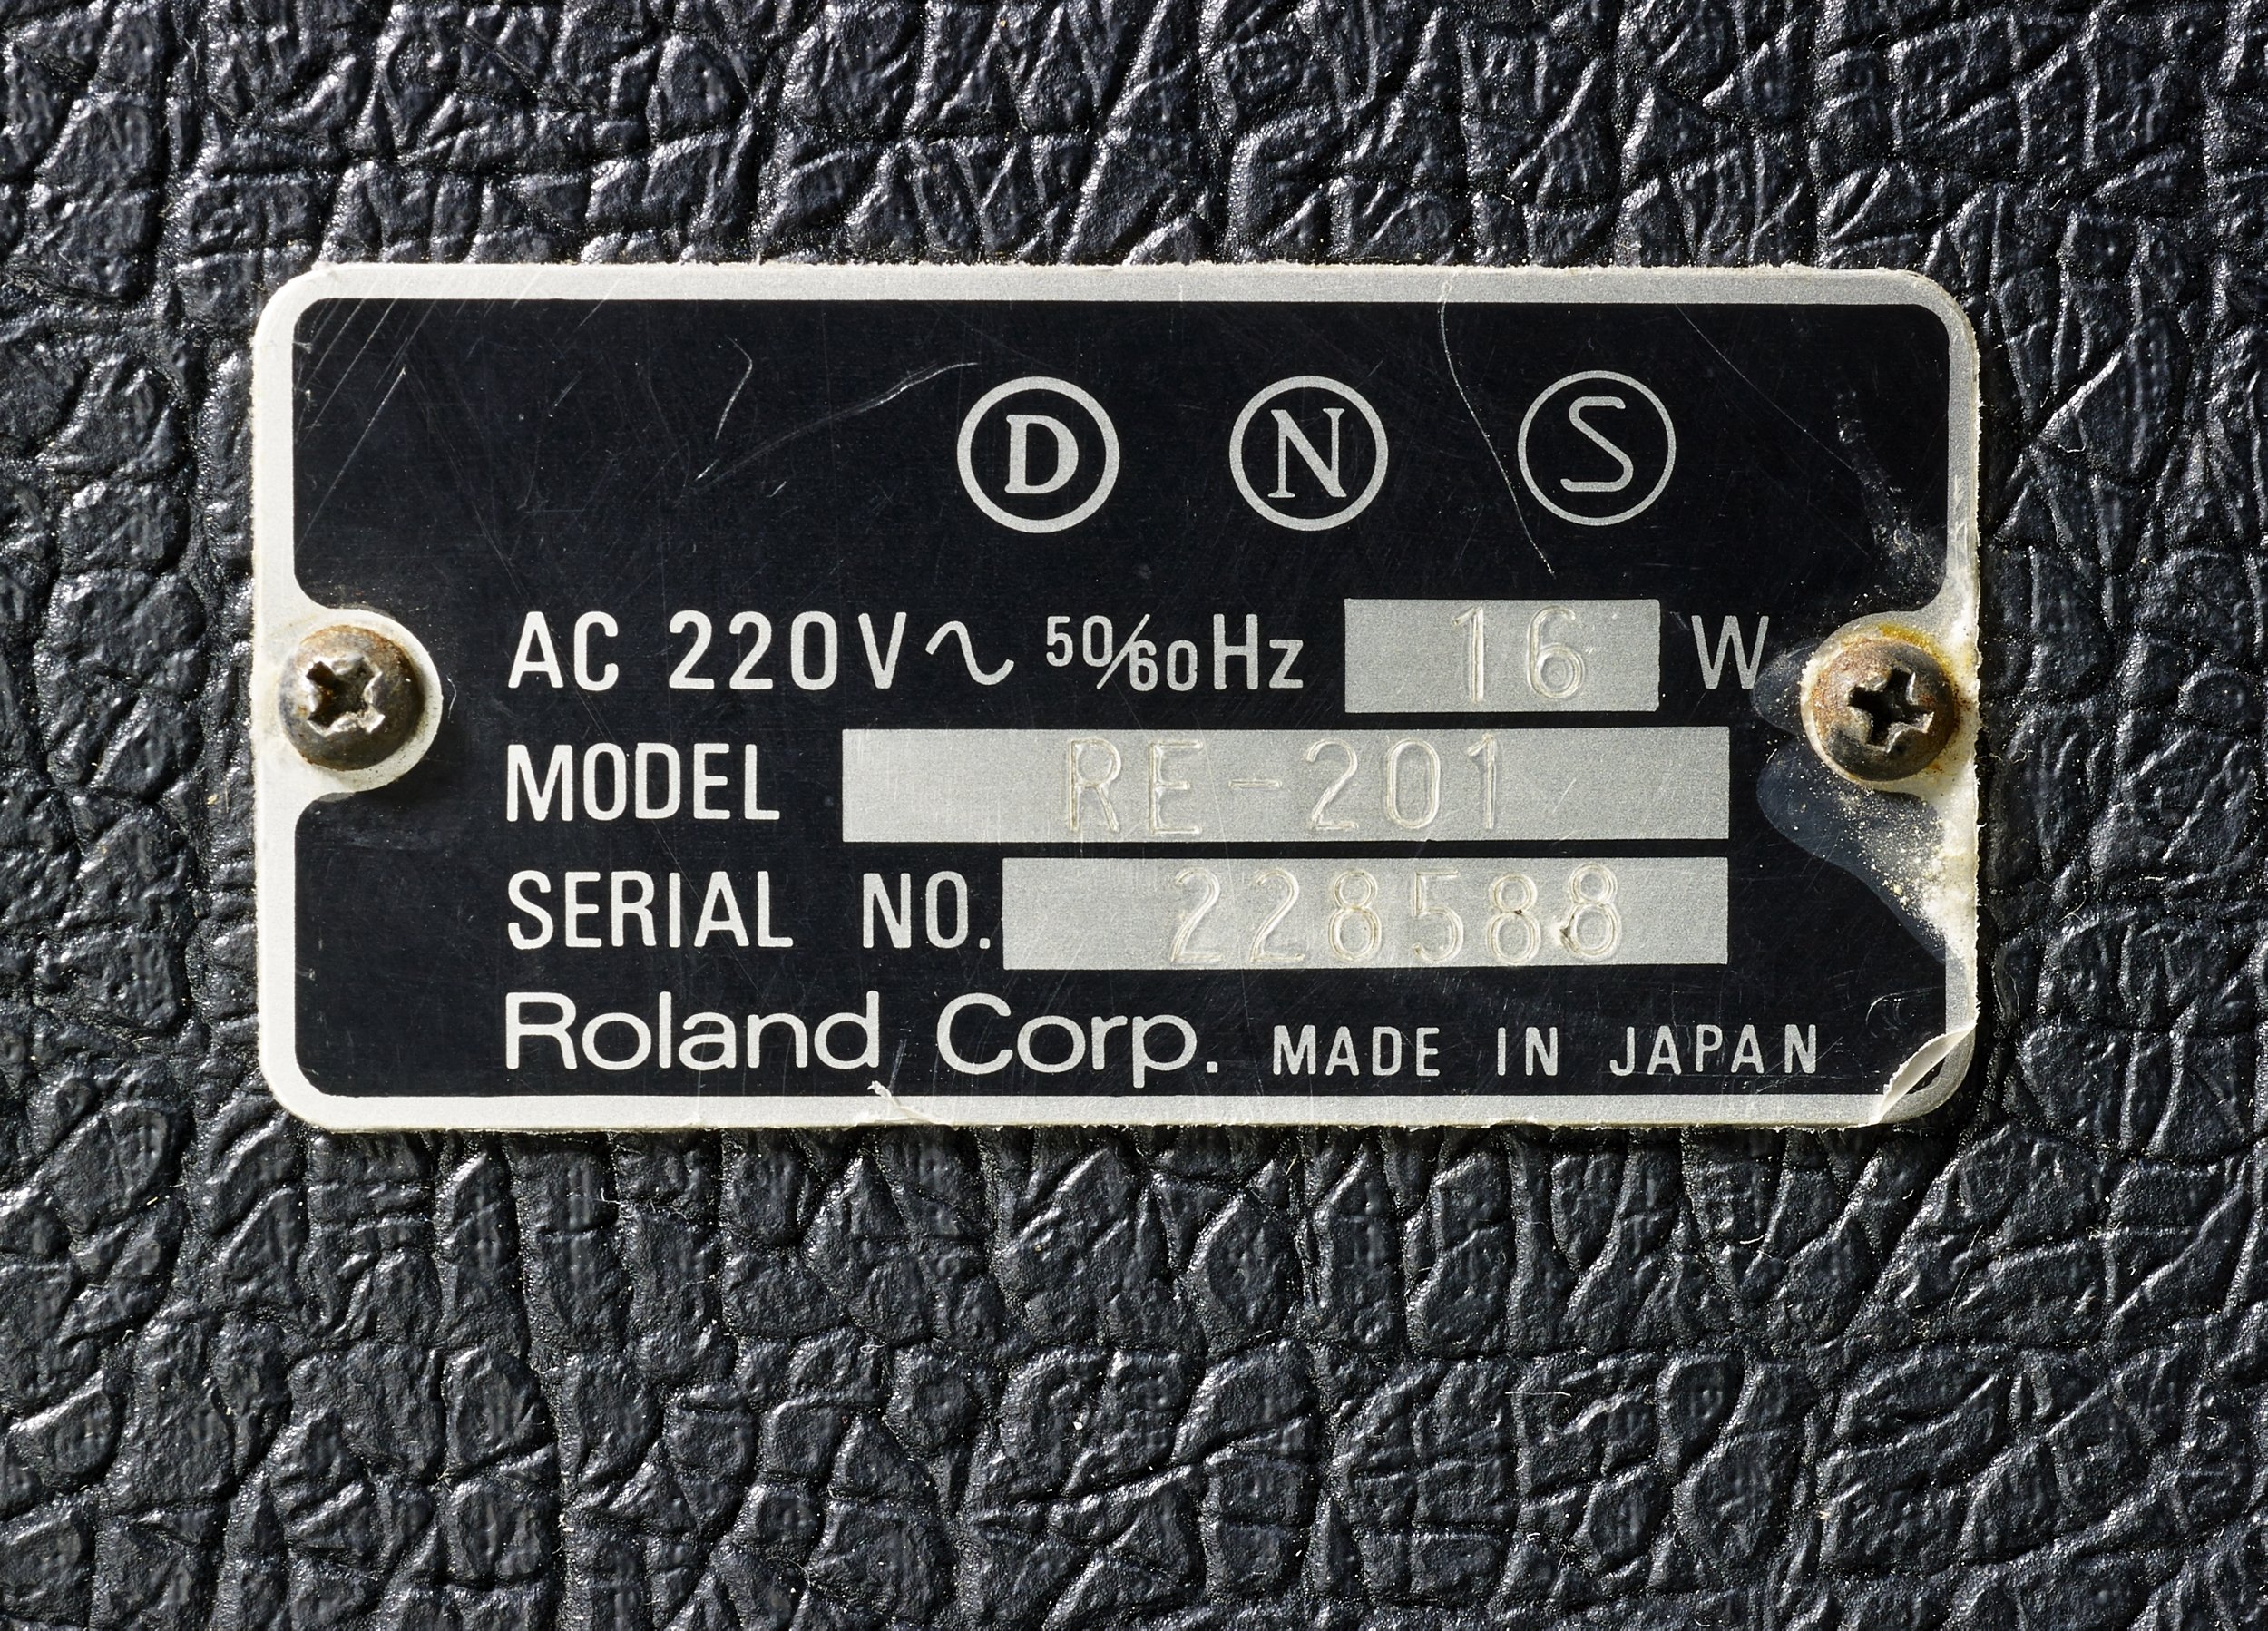 D N S
AC 220V~ 50/60Hz 16 W
MODEL RE-201
SERIAL NO. 228588
Roland Corp. MADE IN JAPAN